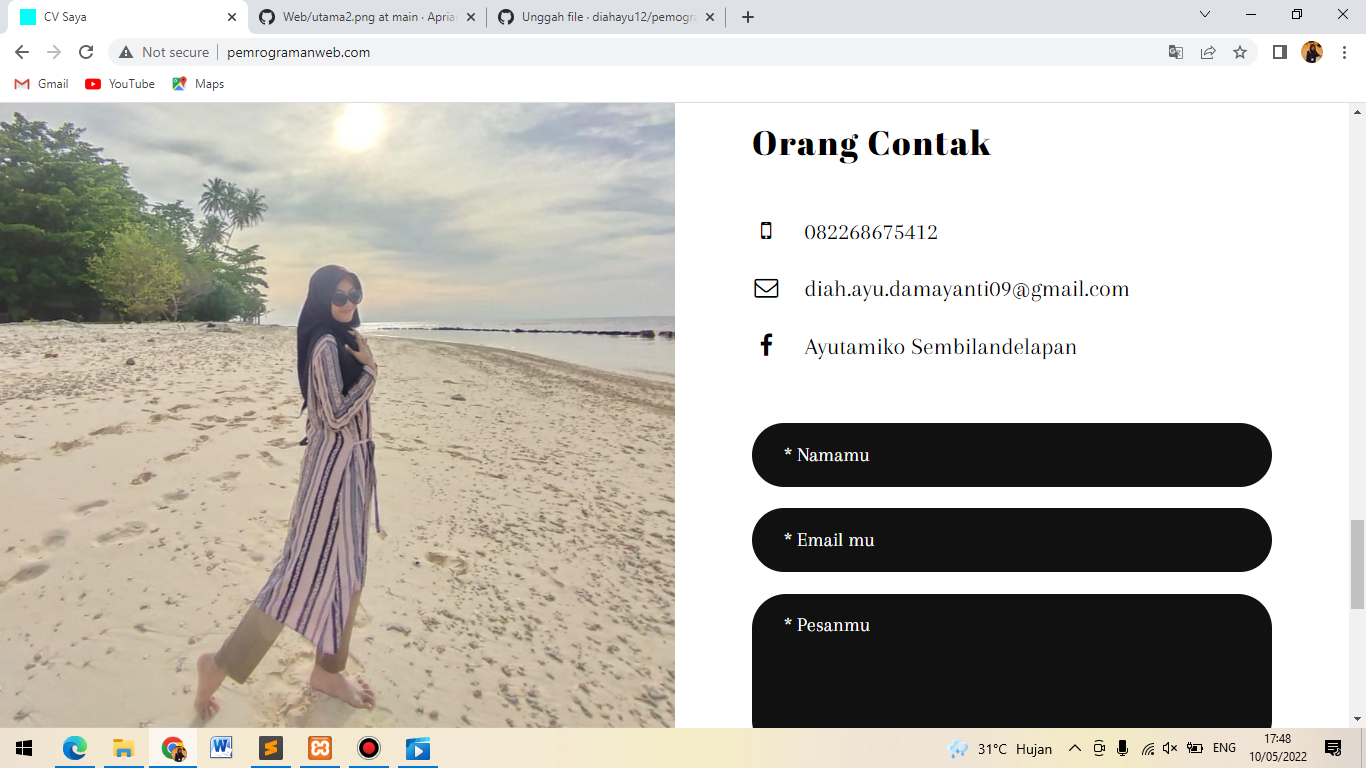 CV Saya
Web/utama2.png at main · Apria
Unggah file · diahayu12/pemogra
Not secure
pemrogramanweb.com
Gmail
YouTube
Maps
Orang Contak
082268675412
diah.ayu.damayanti09@gmail.com
Ayutamiko Sembilandelapan
* Namamu
* Email mu
* Pesanmu
31°C Hujan
ENG
17:48
10/05/2022